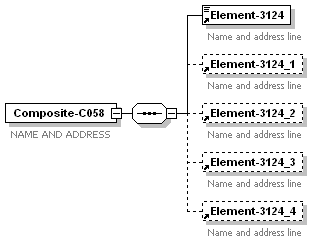 Element-3124
Name and address line
Element-3124_1
Name and address line
Composite-C058
NAME AND ADDRESS
Element-3124_2
Name and address line
Element-3124_3
Name and address line
Element-3124_4
Name and address line